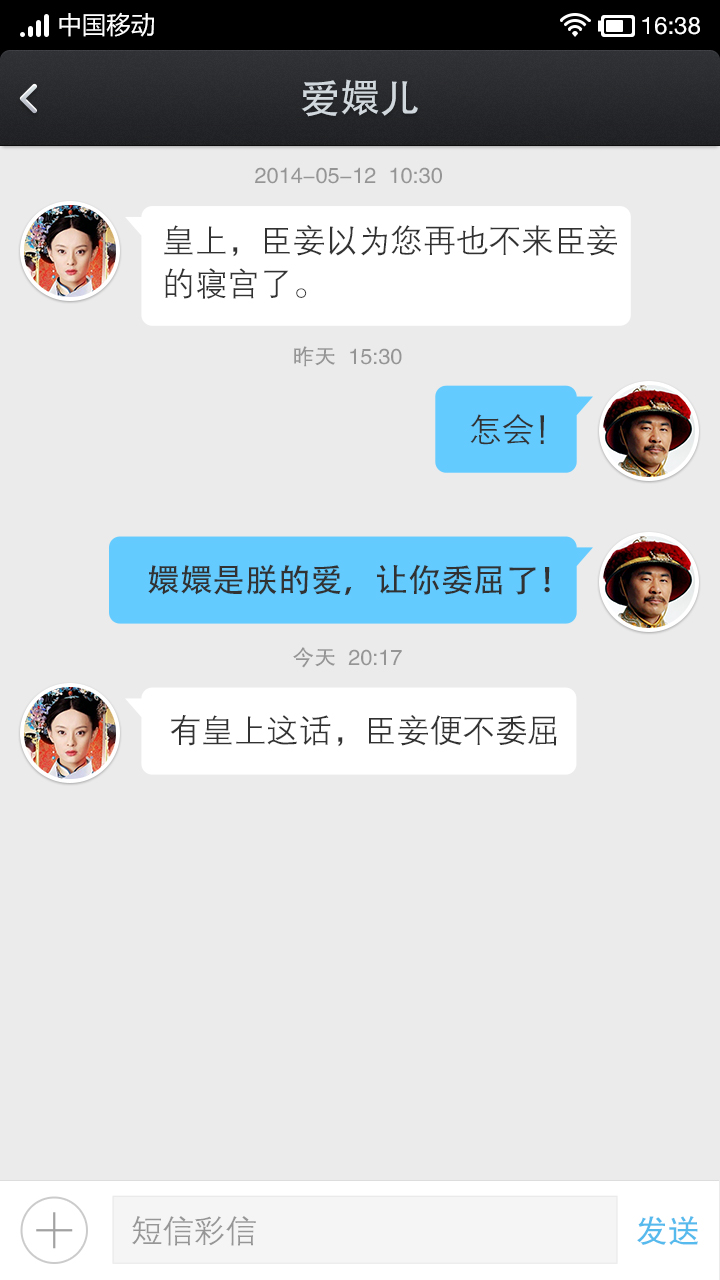 中国移动 16:38
爱嬛儿
2014-05-12 10:30
皇上，臣妾以为您再也不来臣妾
的寝宫了。
昨天 15:30
怎会！
嬛嬛是朕的爱，让你委屈了！
今天 20:17
有皇上这话，臣妾便不委屈
短信彩信 发送